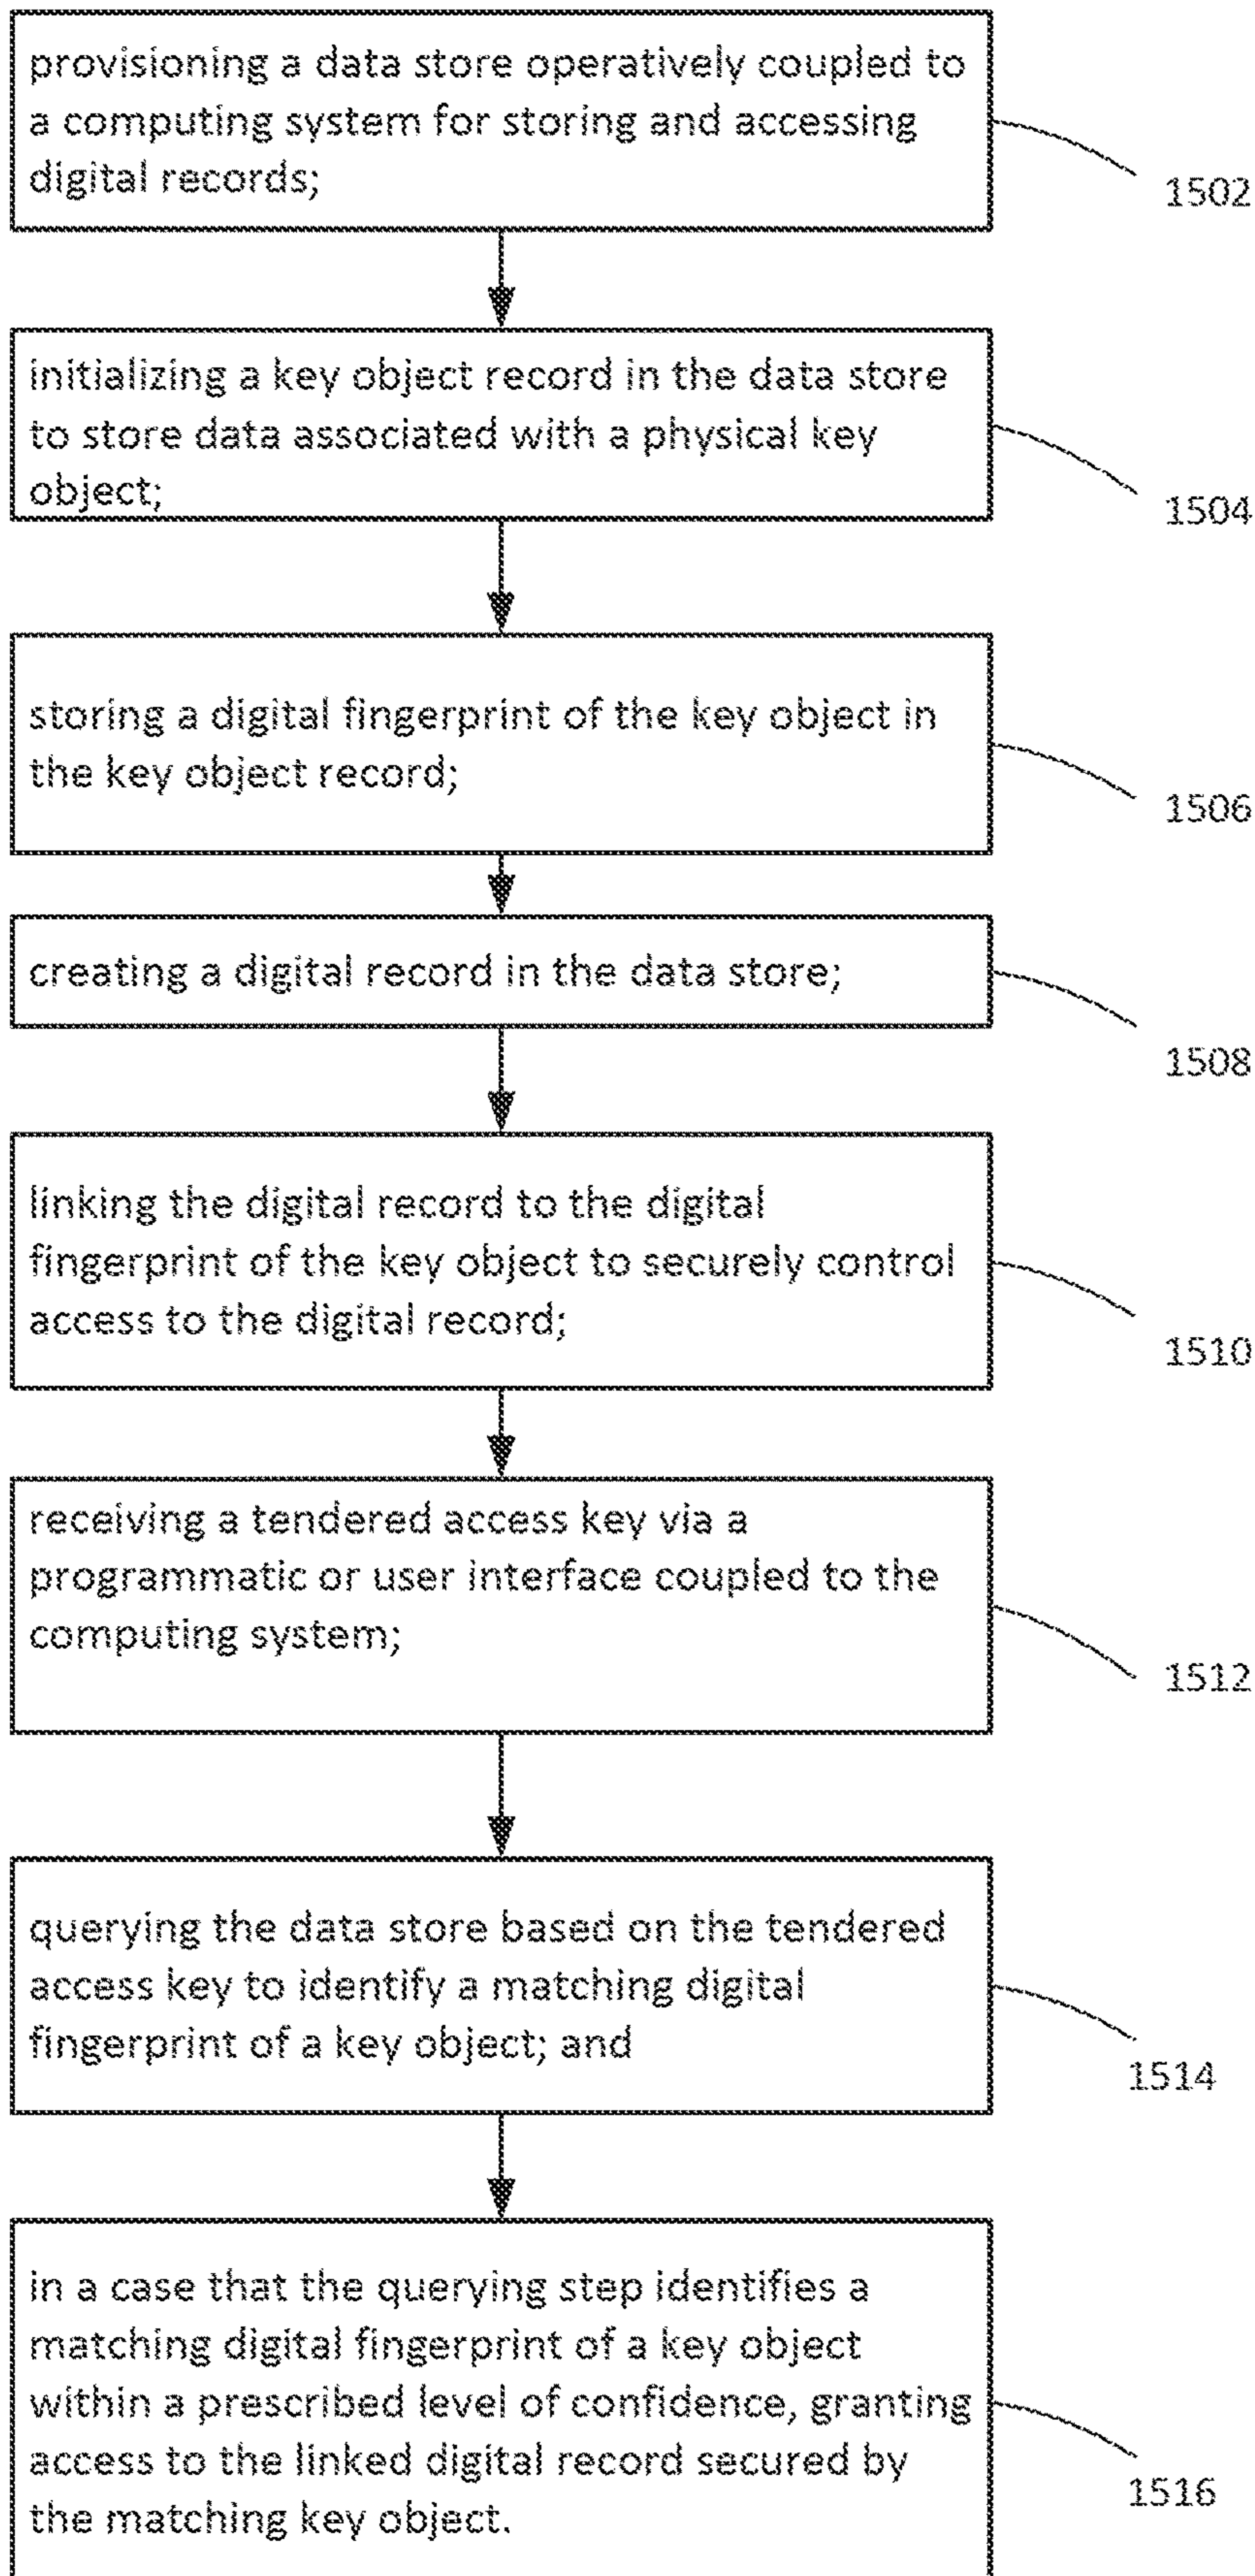 provisioning a data store operatively coupled to
a computing system for storing and accessing
digital records;
1502
initializing a key object record in the data store
to store data associated with a physical key
object;
1504
storing a digital fingerprint of the key object in
the key object record;
1506
creating a digital record in the data store;
1508
linking the digital record to the digital
fingerprint of the key object to securely control
access to the digital record;
1510
receiving a tendered access key via a
programmatic or user interface coupled to the
computing system;
1512
querying the data store based on the tendered
access key to identify a matching digital
fingerprint of a key object; and
1514
in a case that the querying step identifies a
matching digital fingerprint of a key object
within a prescribed level of confidence, granting
access to the linked digital record secured by
the matching key object.
1516